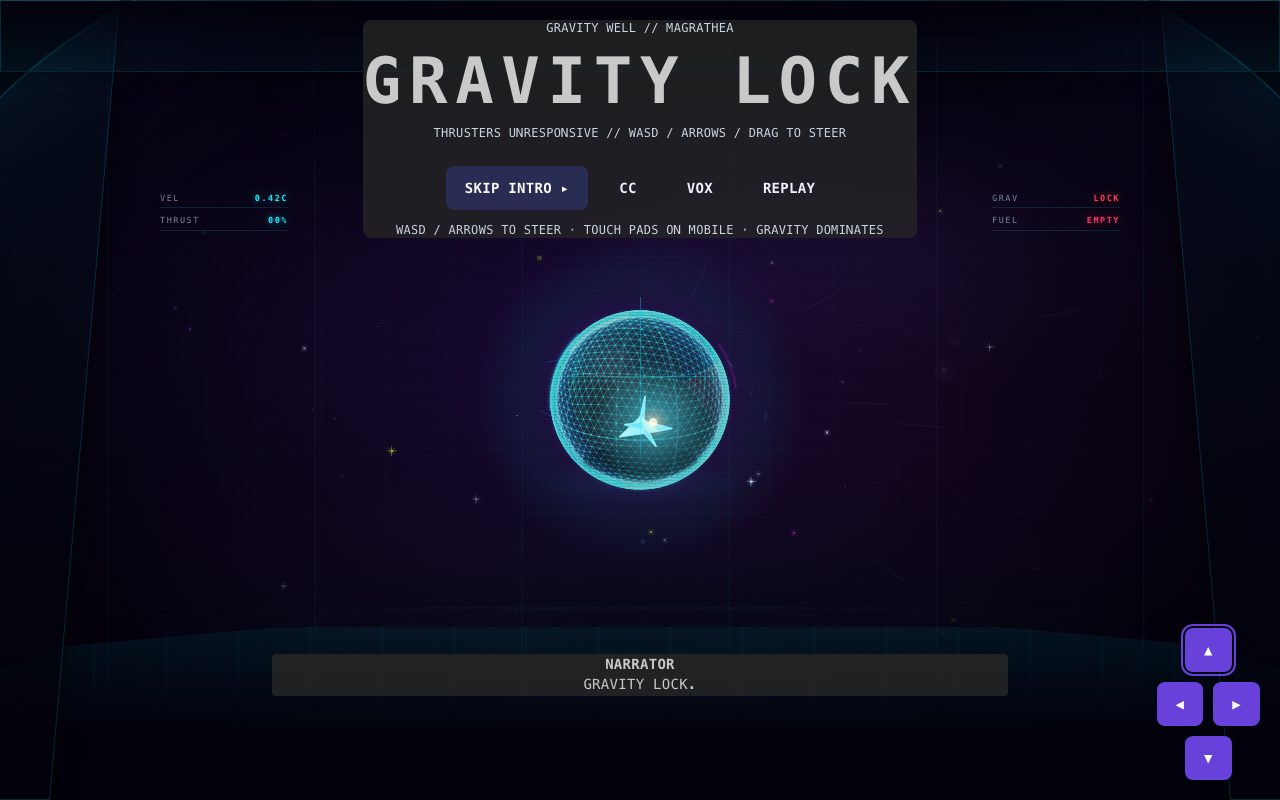 GRAVITY WELL // MAGRATHEA
GRAVITY LOCK
THRUSTERS UNRESPONSIVE // WASD / ARROWS / DRAG TO STEER
SKIP INTRO ▸ CC VOX REPLAY
WASD / ARROWS TO STEER · TOUCH PADS ON MOBILE · GRAVITY DOMINATES
VEL 0.42C
THRUST 00%
GRAV LOCK
FUEL EMPTY
NARRATOR
GRAVITY LOCK.
▲
◀ ▶
▼